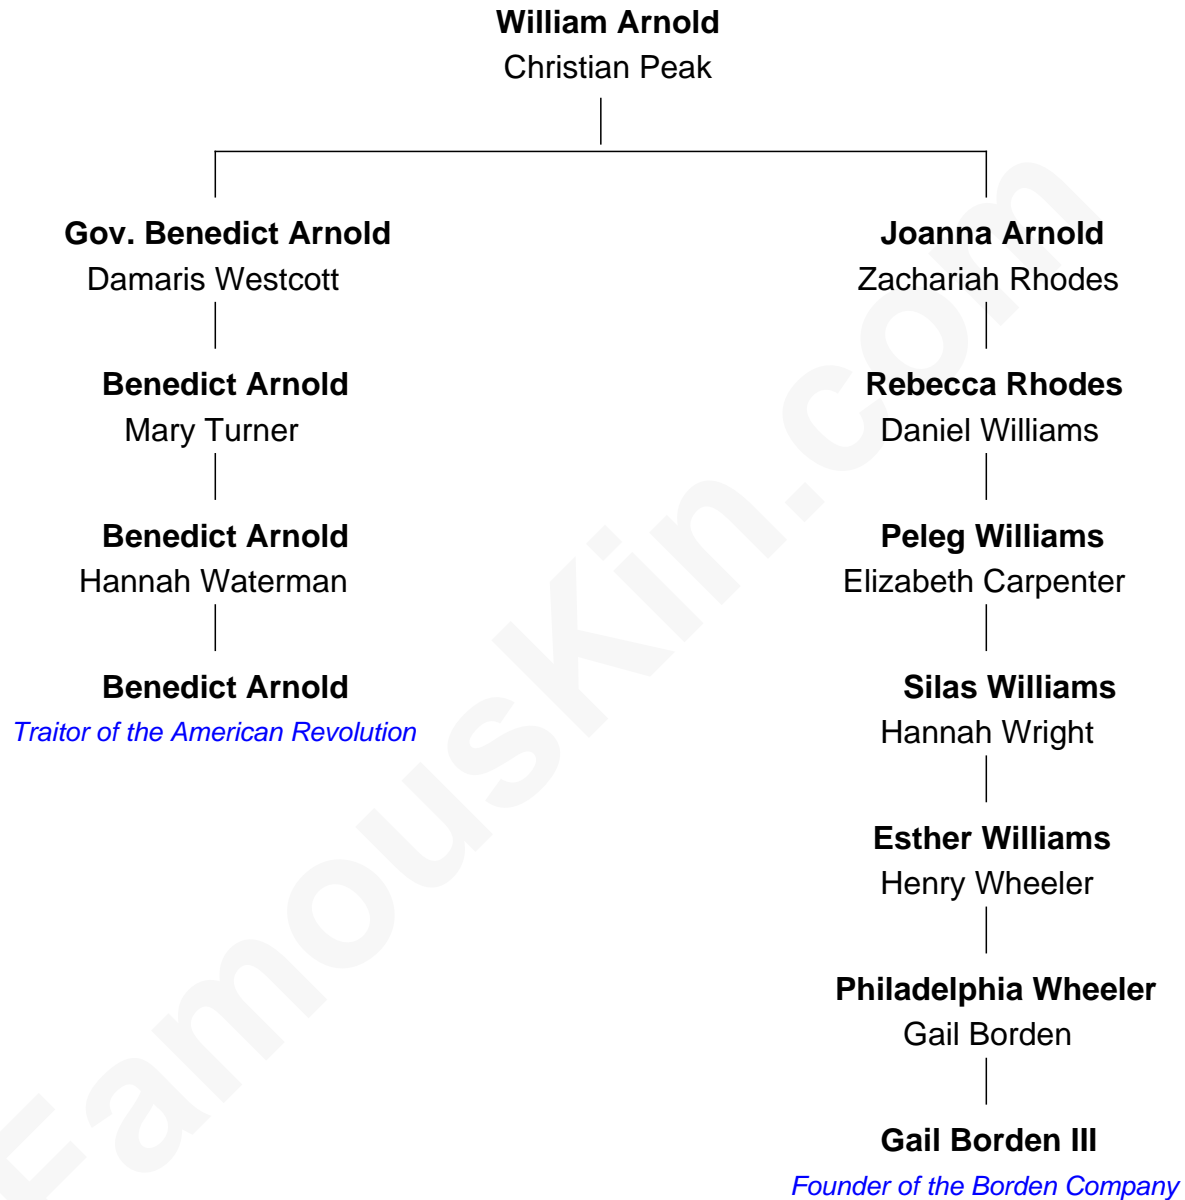 William Arnold
Christian Peak
Gov. Benedict Arnold
Damaris Westcott
Benedict Arnold
Mary Turner
Benedict Arnold
Hannah Waterman
Benedict Arnold
Traitor of the American Revolution
Joanna Arnold
Zachariah Rhodes
Rebecca Rhodes
Daniel Williams
Peleg Williams
Elizabeth Carpenter
Silas Williams
Hannah Wright
Esther Williams
Henry Wheeler
Philadelphia Wheeler
Gail Borden
Gail Borden III
Founder of the Borden Company
FamousKin.com